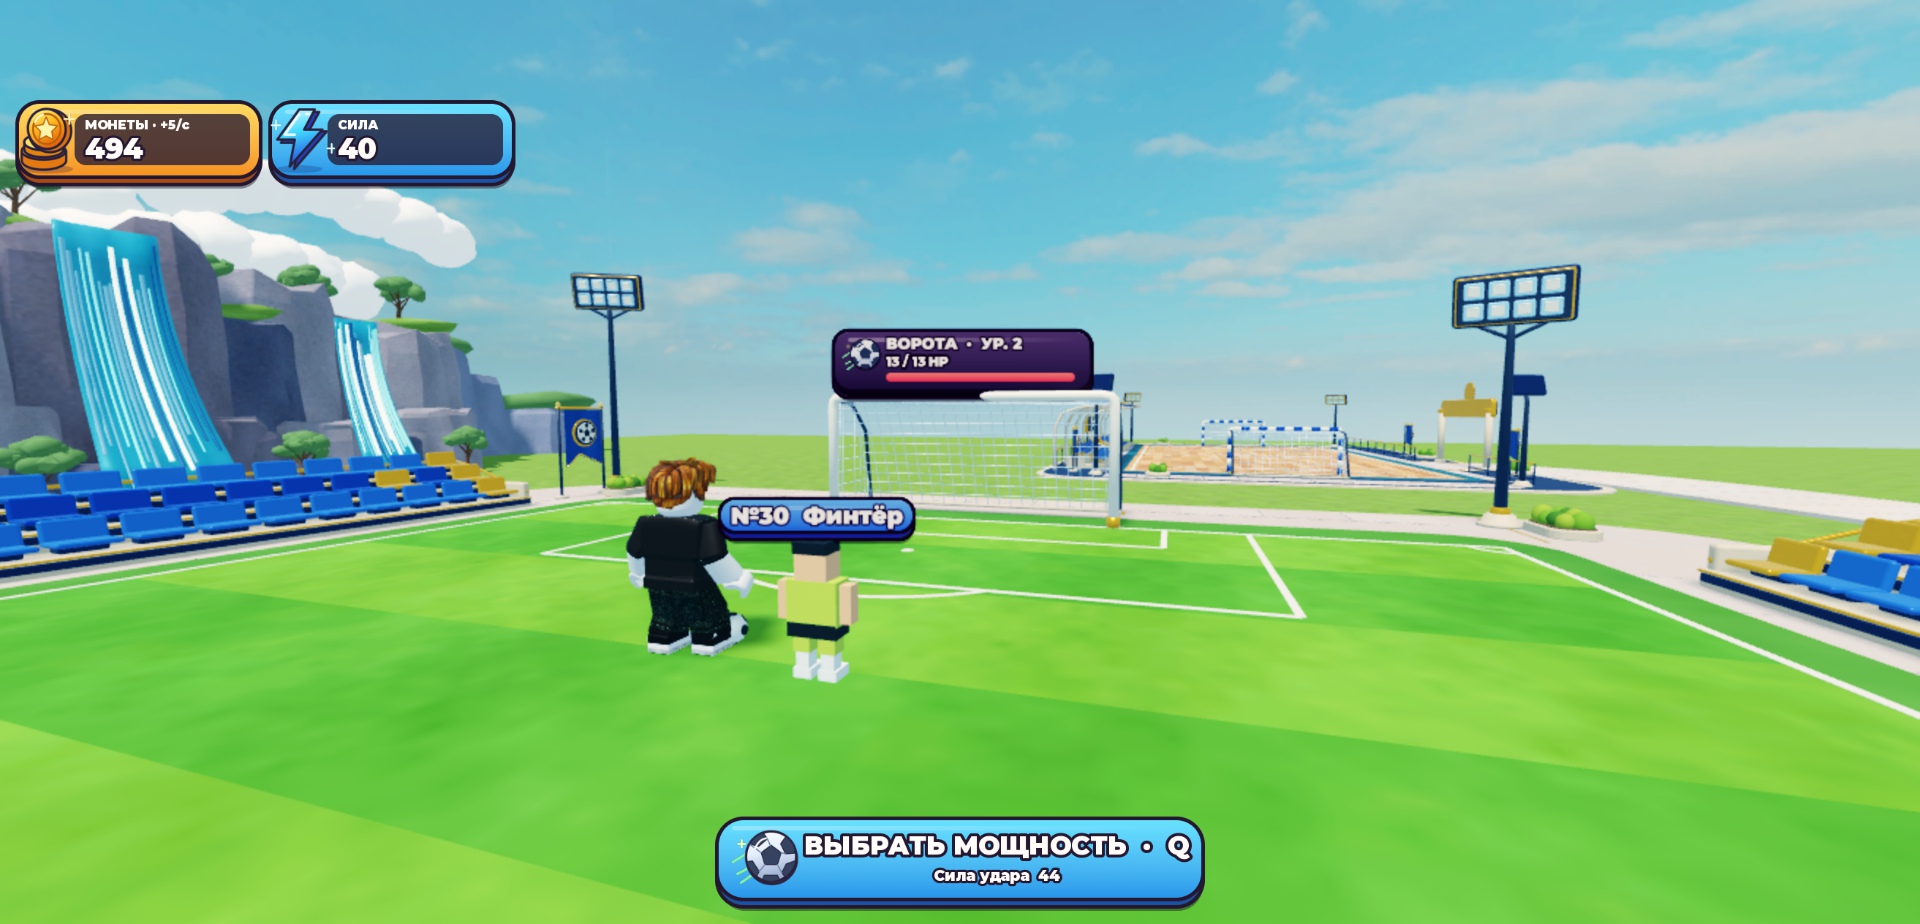 МОНЕТЫ · +5/с
494
СИЛА
40
ВОРОТА · УР. 2
13 / 13 HP
№30 Финтёр
ВЫБРАТЬ МОЩНОСТЬ · Q
Сила удара 44